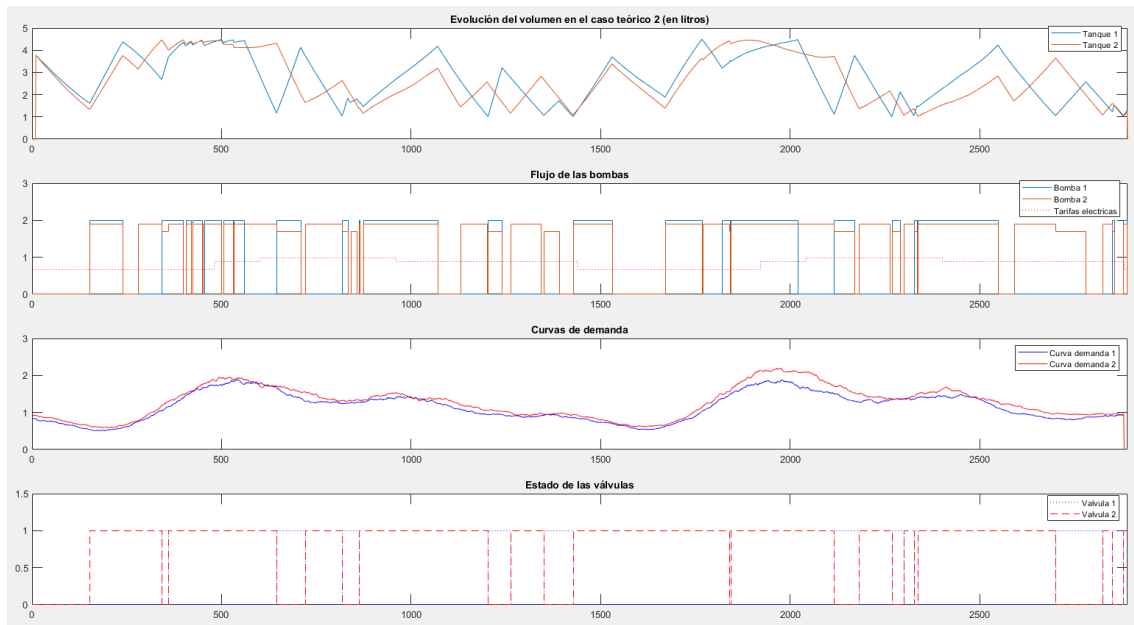 Evolución del volumen en el caso teórico 2 (en litros)
5
4
3
2
1
0
Tanque 1
Tanque 2
0 500 1000 1500 2000 2500
Flujo de las bombas
3
2
1
0
Bomba 1
Bomba 2
Tarifas electricas
0 500 1000 1500 2000 2500
Curvas de demanda
3
2
1
0
Curva demanda 1
Curva demanda 2
0 500 1000 1500 2000 2500
Estado de las válvulas
1.5
1
0.5
0
Valvula 1
Valvula 2
0 500 1000 1500 2000 2500